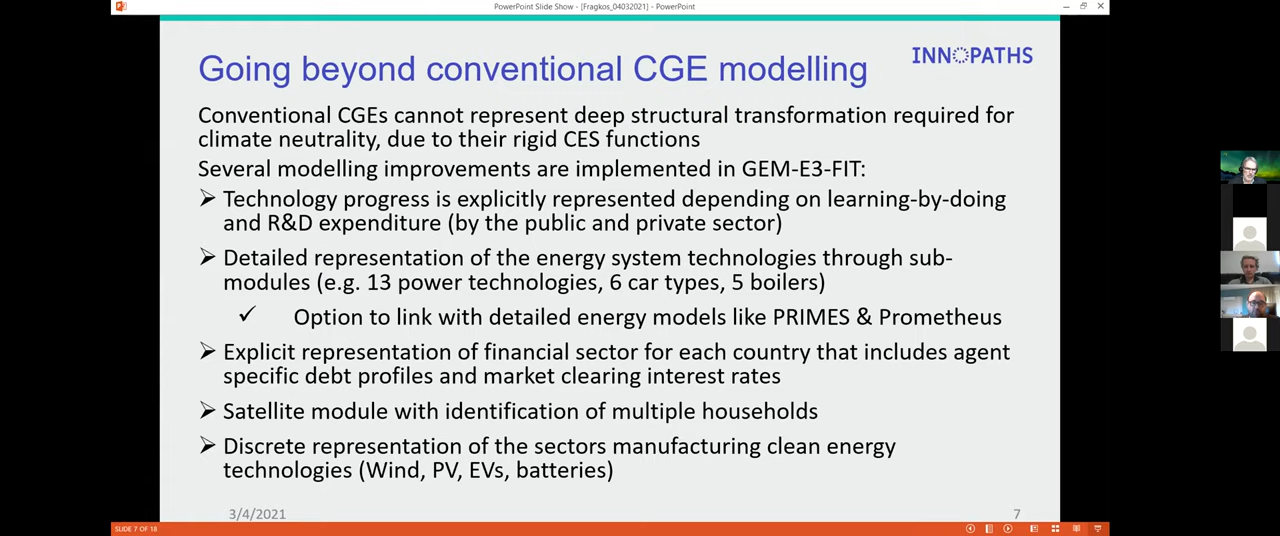 PowerPoint Slide Show - [Fragkos_04032021] - PowerPoint
INNOPATHS
Going beyond conventional CGE modelling
Conventional CGEs cannot represent deep structural transformation required for
climate neutrality, due to their rigid CES functions
Several modelling improvements are implemented in GEM-E3-FIT:
➢ Technology progress is explicitly represented depending on learning-by-doing
and R&D expenditure (by the public and private sector)
➢ Detailed representation of the energy system technologies through sub-
modules (e.g. 13 power technologies, 6 car types, 5 boilers)
✓ Option to link with detailed energy models like PRIMES & Prometheus
➢ Explicit representation of financial sector for each country that includes agent
specific debt profiles and market clearing interest rates
➢ Satellite module with identification of multiple households
➢ Discrete representation of the sectors manufacturing clean energy
technologies (Wind, PV, EVs, batteries)
3/4/2021
7
SLIDE 7 OF 18